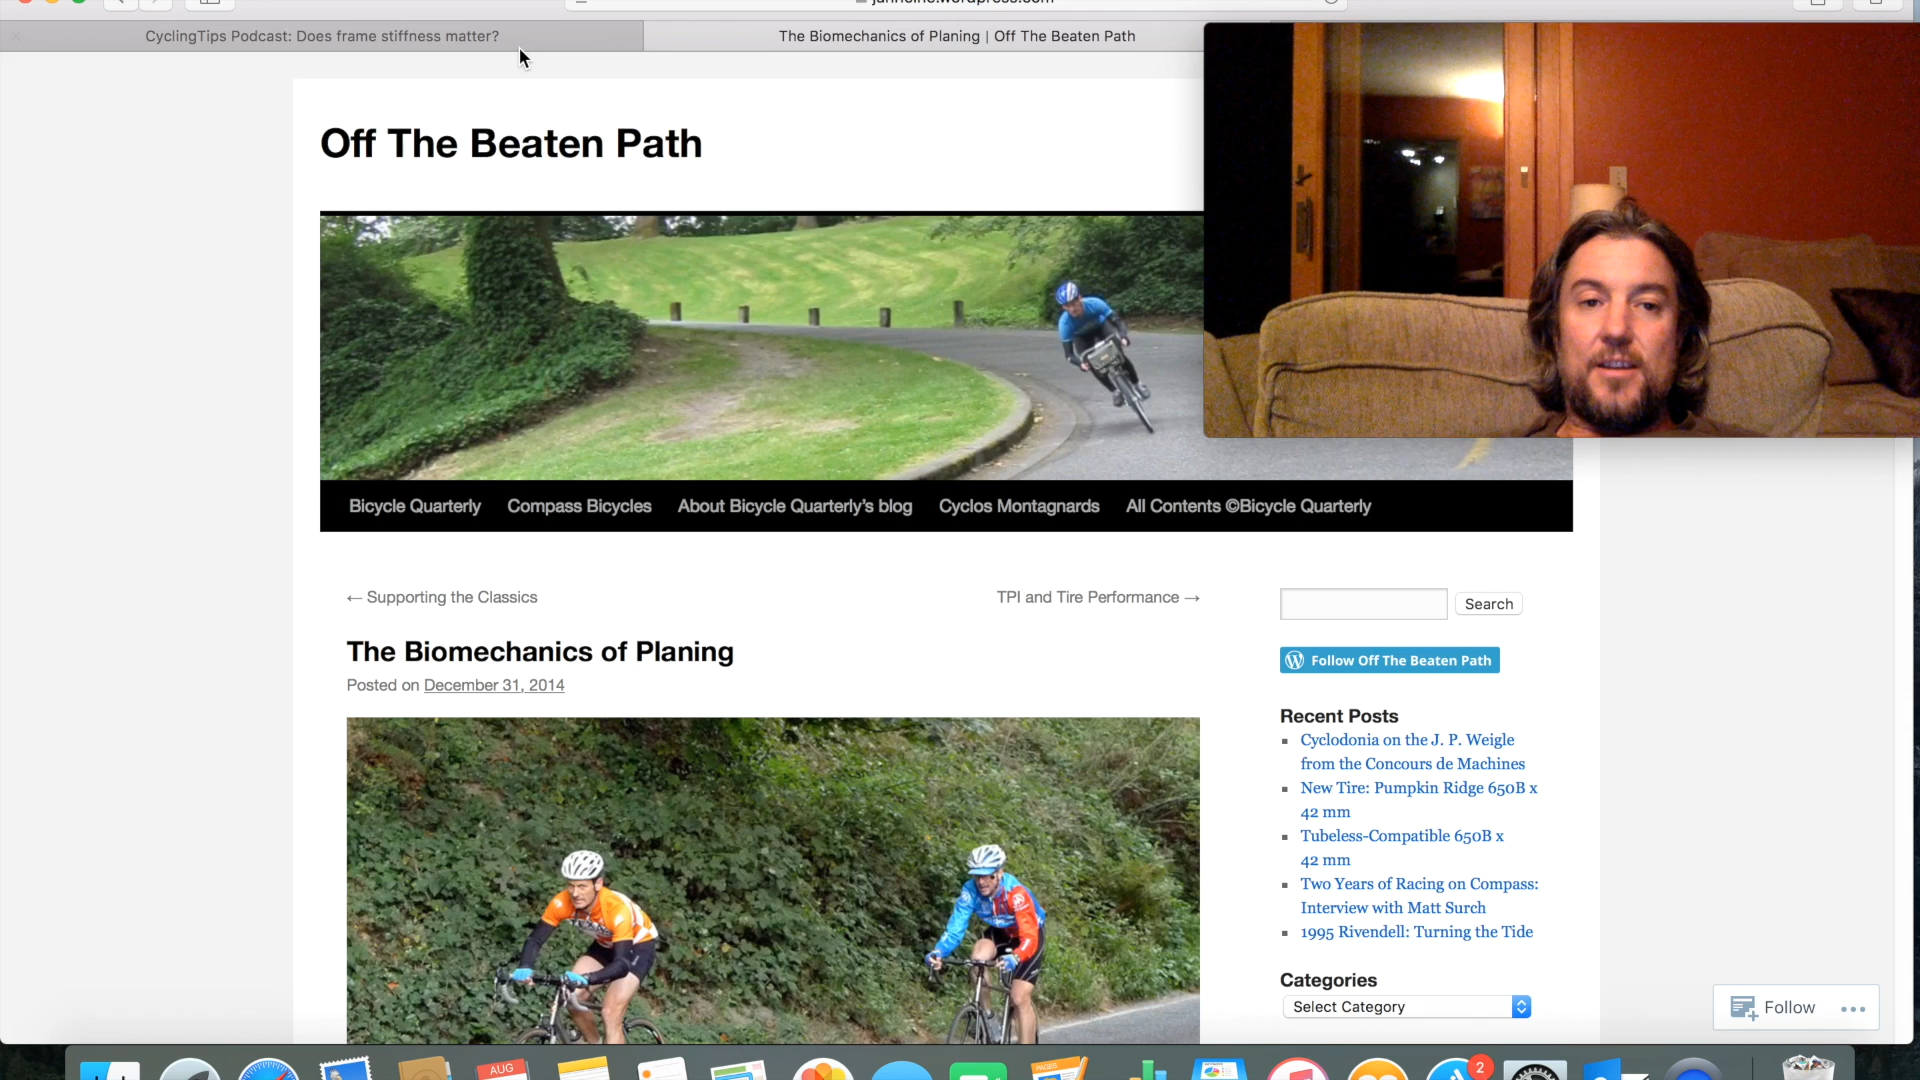 CyclingTips Podcast: Does frame stiffness matter?
The Biomechanics of Planing | Off The Beaten Path
Off The Beaten Path
Bicycle Quarterly
Compass Bicycles
About Bicycle Quarterly's blog
Cyclos Montagnards
All Contents ©Bicycle Quarterly
← Supporting the Classics
TPI and Tire Performance →
The Biomechanics of Planing
Posted on December 31, 2014
Search
Follow Off The Beaten Path
Recent Posts
Cyclodonia on the J. P. Weigle
from the Concours de Machines
New Tire: Pumpkin Ridge 650B x
42 mm
Tubeless-Compatible 650B x
42 mm
Two Years of Racing on Compass:
Interview with Matt Surch
1995 Rivendell: Turning the Tide
Categories
Select Category
Follow
AUG
PAGES
2